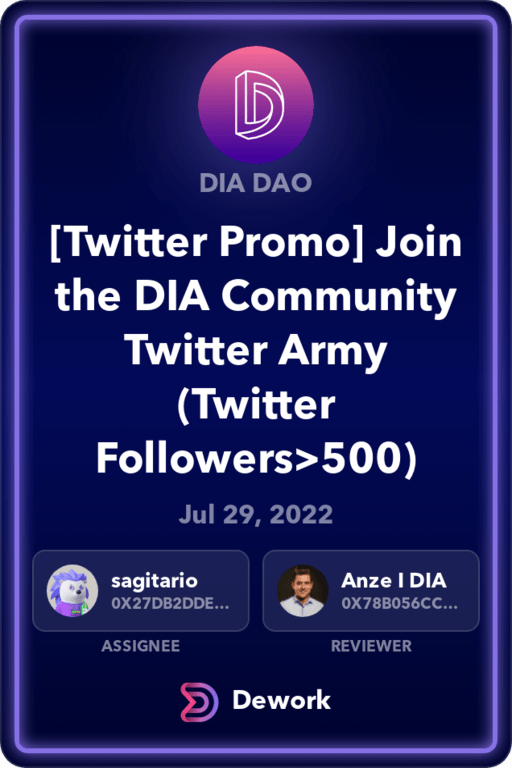 DIA DAO
[Twitter Promo] Join
the DIA Community
Twitter Army
(Twitter
Followers>500)
Jul 29, 2022
sagitario
0X27DB2DDE...
ASSIGNEE
Anze I DIA
0X78B056CC...
REVIEWER
Dework